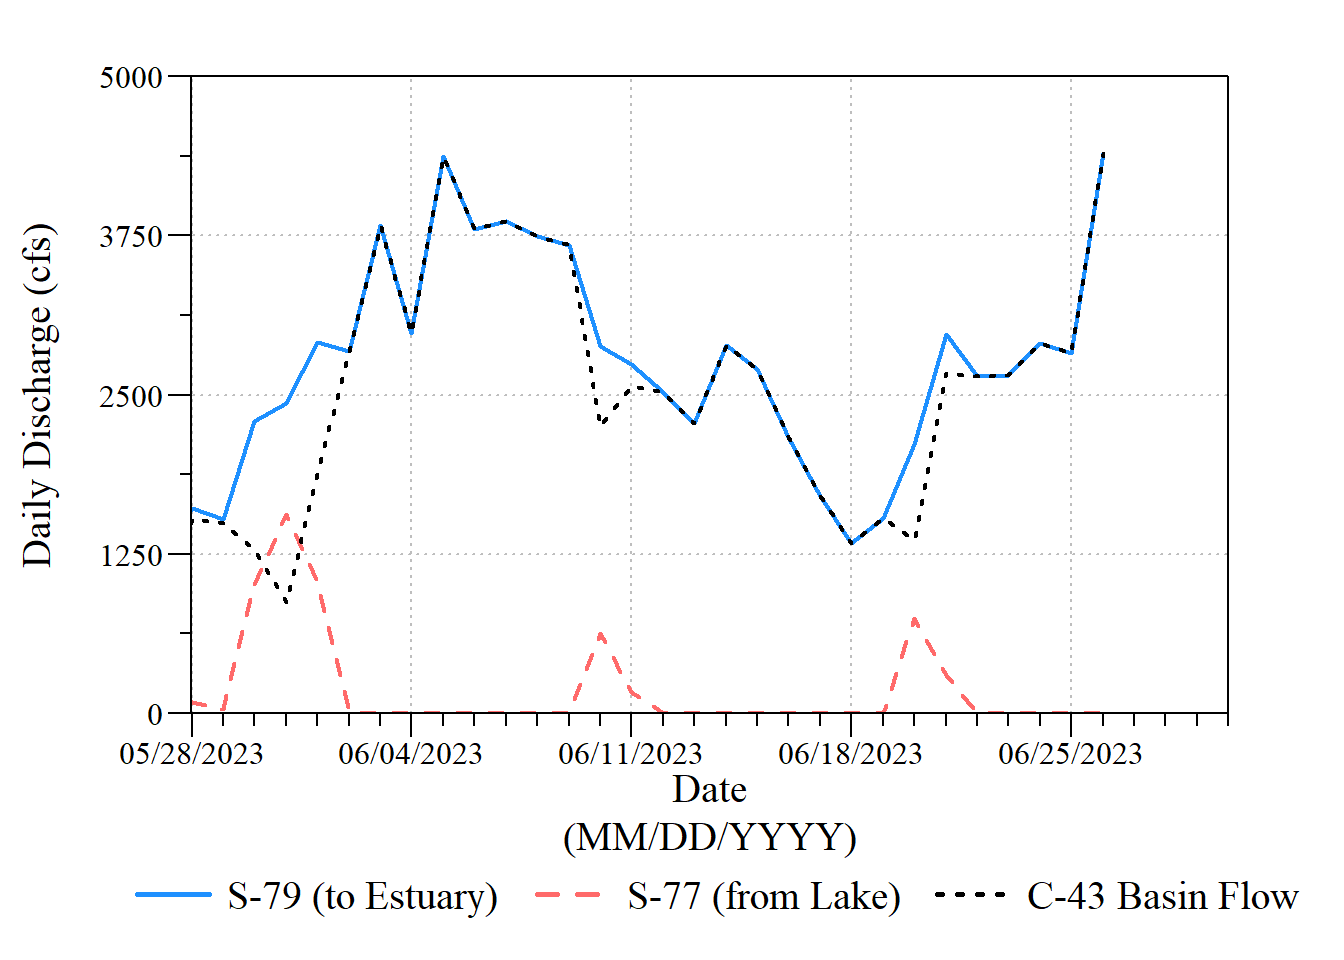 5000
3750
2500
1250
0
Daily Discharge (cfs)
05/28/2023 06/04/2023 06/11/2023 06/18/2023 06/25/2023
Date
(MM/DD/YYYY)
S-79 (to Estuary) S-77 (from Lake) C-43 Basin Flow